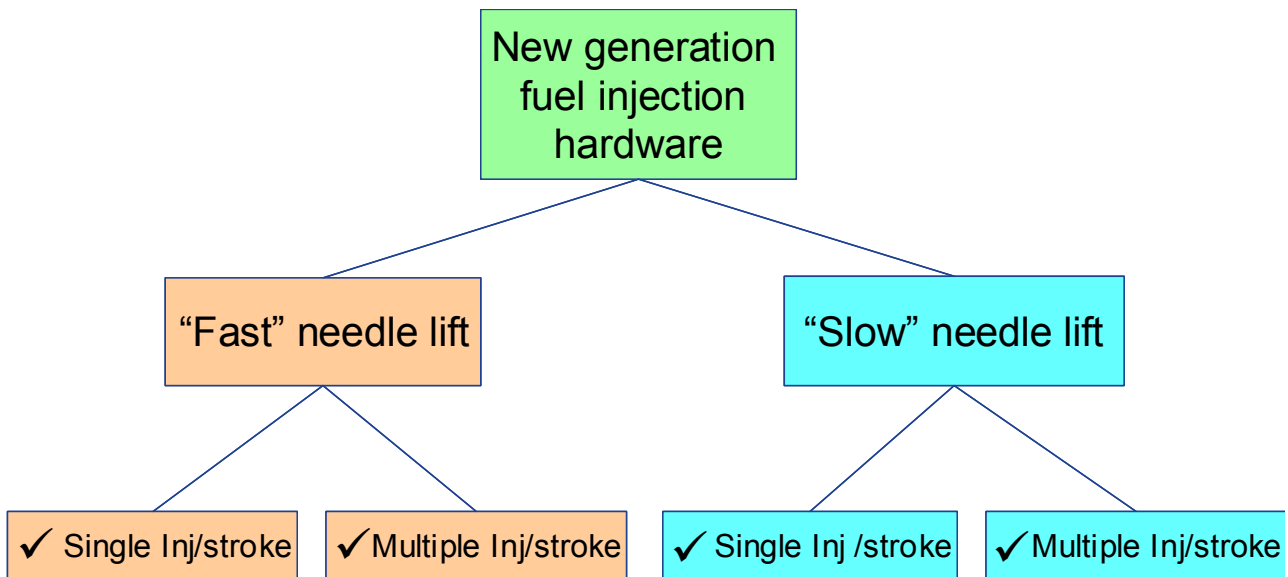 New generation
fuel injection
hardware
“Fast” needle lift
“Slow” needle lift
✓ Single Inj/stroke
✓ Multiple Inj/stroke
✓ Single Inj /stroke
✓ Multiple Inj/stroke